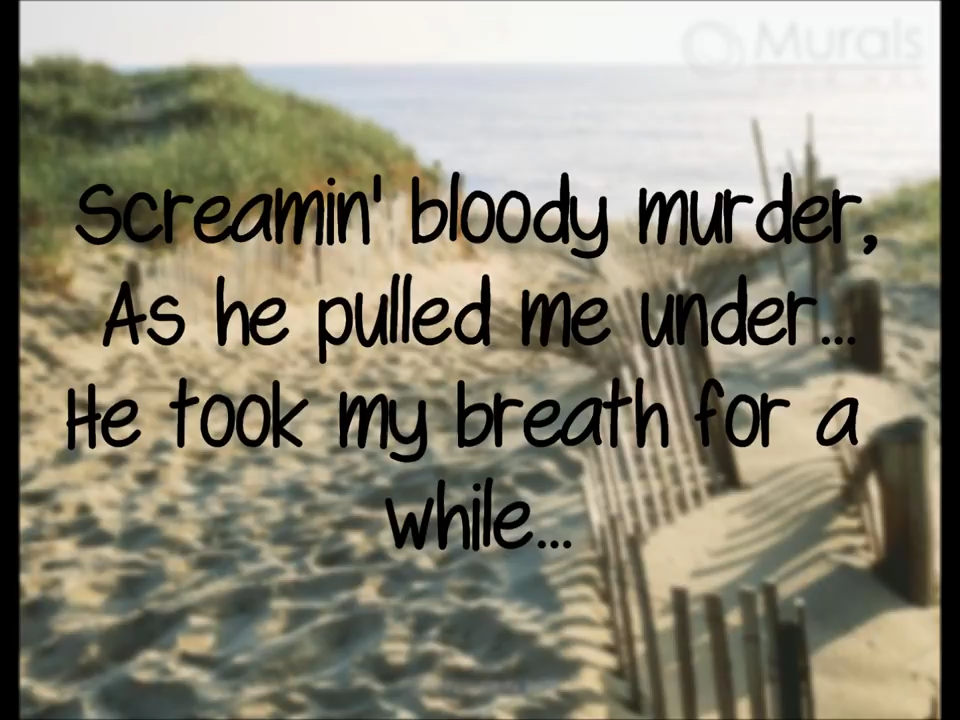 Murals
Screamin' bloody murder,
As he pulled me under...
He took my breath for a
while...